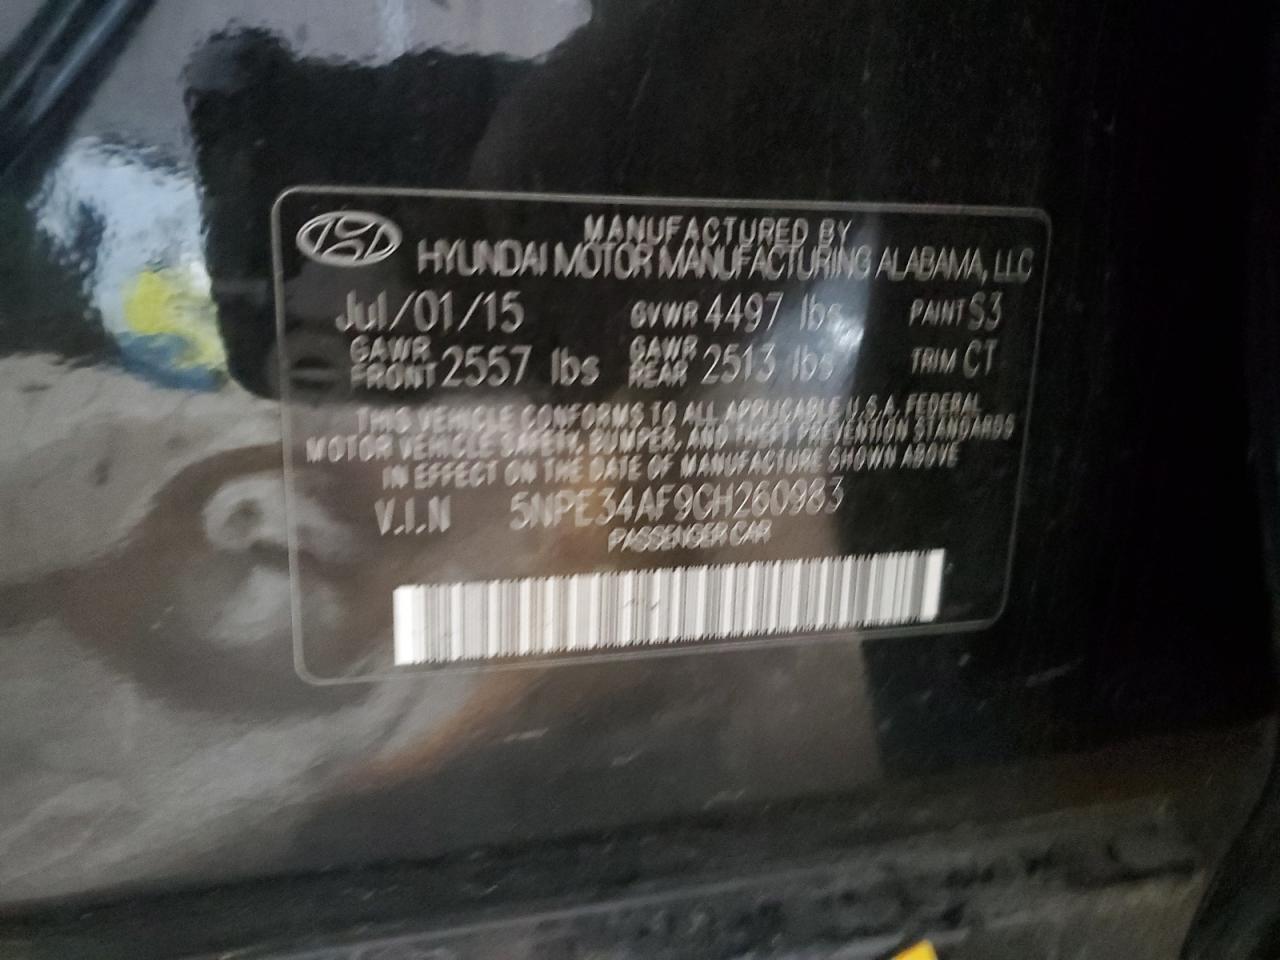 MANUFACTURED BY
HYUNDAI MOTOR MANUFACTURING ALABAMA, LLC
Jul/01/15 GVWR 4497 lbs PAINT S3
GAWR FRONT 2557 lbs GAWR REAR 2513 lbs TRIM CT
THIS VEHICLE CONFORMS TO ALL APPLICABLE U.S.A. FEDERAL
MOTOR VEHICLE SAFETY, BUMPER, AND THEFT PREVENTION STANDARDS
IN EFFECT ON THE DATE OF MANUFACTURE SHOWN ABOVE
V.I.N 5NPE34AF9GH260983
PASSENGER CAR